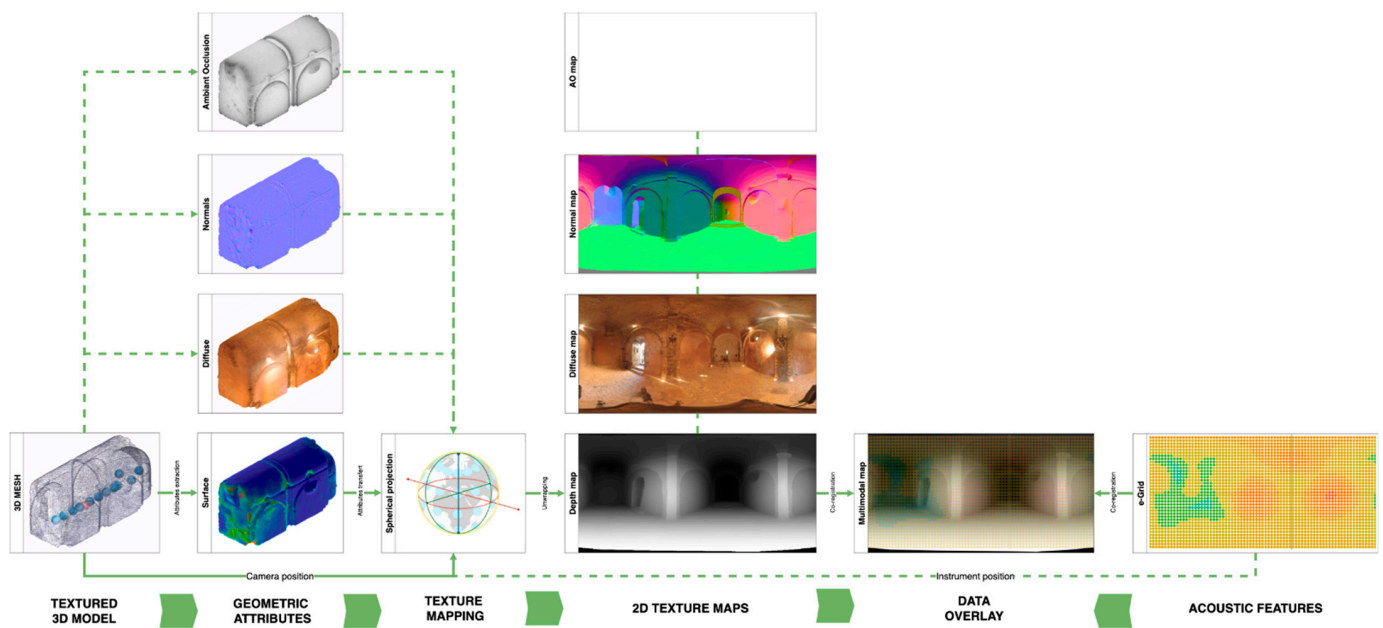 Ambiant Occlusion
AO map
Normals
Normal map
Diffuse
Diffuse map
3D MESH
Attributes extraction
Surface
Attributes transfert
Spherical projection
Unwrapping
Depth map
Co-registration
Multimodal map
Co-registration
e-Grid
Camera position
Instrument position
TEXTURED
3D MODEL
GEOMETRIC
ATTRIBUTES
TEXTURE
MAPPING
2D TEXTURE MAPS
DATA
OVERLAY
ACOUSTIC FEATURES